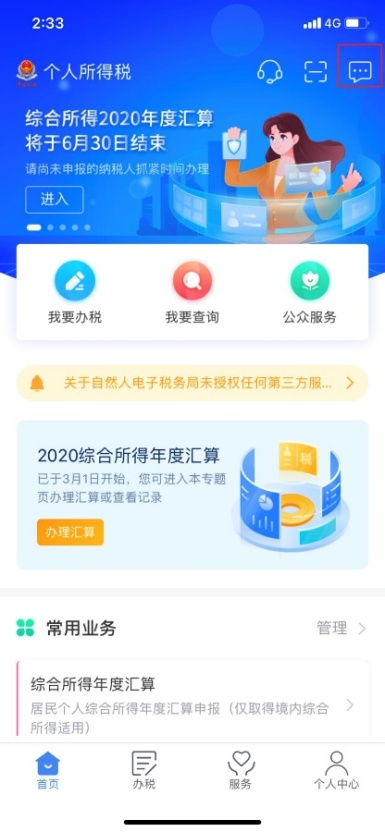 2:33
4G
个人所得税
综合所得2020年度汇算
将于6月30日结束
请尚未申报的纳税人抓紧时间办理
进入
我要办税
我要查询
公众服务
关于自然人电子税务局未授权任何第三方服...
2020综合所得年度汇算
已于3月1日开始，您可进入本专题
页办理汇算或查看记录
办理汇算
税
常用业务
管理
综合所得年度汇算
居民个人综合所得年度汇算申报（仅取得境内综合
所得适用）
首页
办税
服务
个人中心